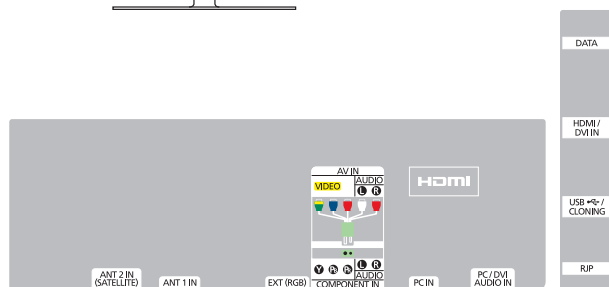 DATA
HDMI /
DVI IN
USB /
CLONING
RJP
AV IN
VIDEO
AUDIO
L R
HDMI
ANT 2 IN
(SATELLITE)
ANT 1 IN
EXT (RGB)
Y PB PR L R
AUDIO
COMPONENT IN
PC IN
PC / DVI
AUDIO IN